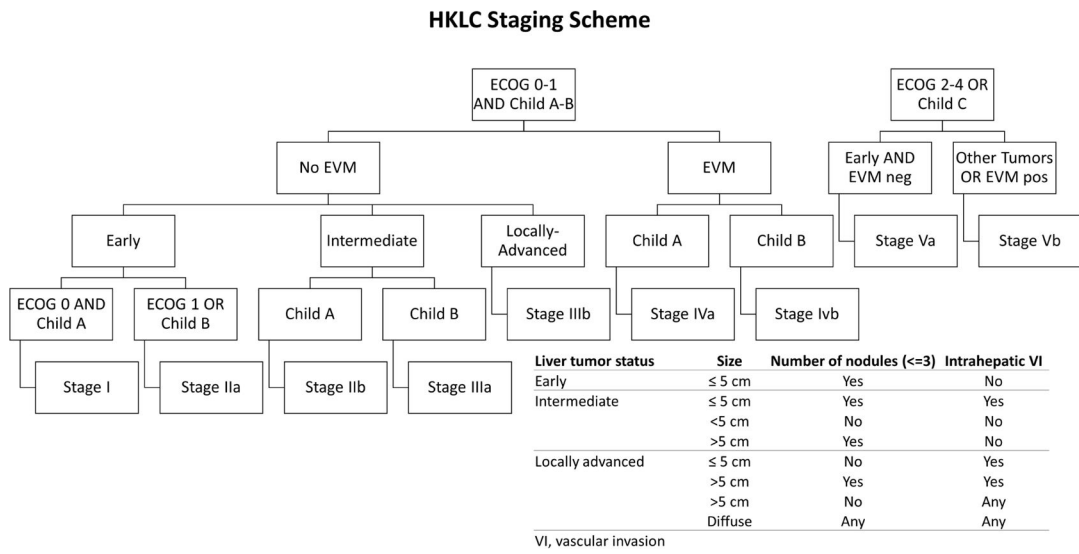 HKLC Staging Scheme
ECOG 0-1
AND Child A-B
ECOG 2-4 OR
Child C
No EVM
EVM
Early AND
EVM neg
Other Tumors
OR EVM pos
Early
Intermediate
Locally-
Advanced
Child A
Child B
Stage Va
Stage Vb
ECOG 0 AND
Child A
ECOG 1 OR
Child B
Child A
Child B
Stage IIIb
Stage IVa
Stage Ivb
Stage I
Stage IIa
Stage IIb
Stage IIIa
Liver tumor status Size Number of nodules (<=3) Intrahepatic VI
Early ≤ 5 cm Yes No
Intermediate ≤ 5 cm Yes Yes
<5 cm No No
>5 cm Yes No
Locally advanced ≤ 5 cm No Yes
>5 cm Yes Yes
>5 cm No Any
Diffuse Any Any
VI, vascular invasion